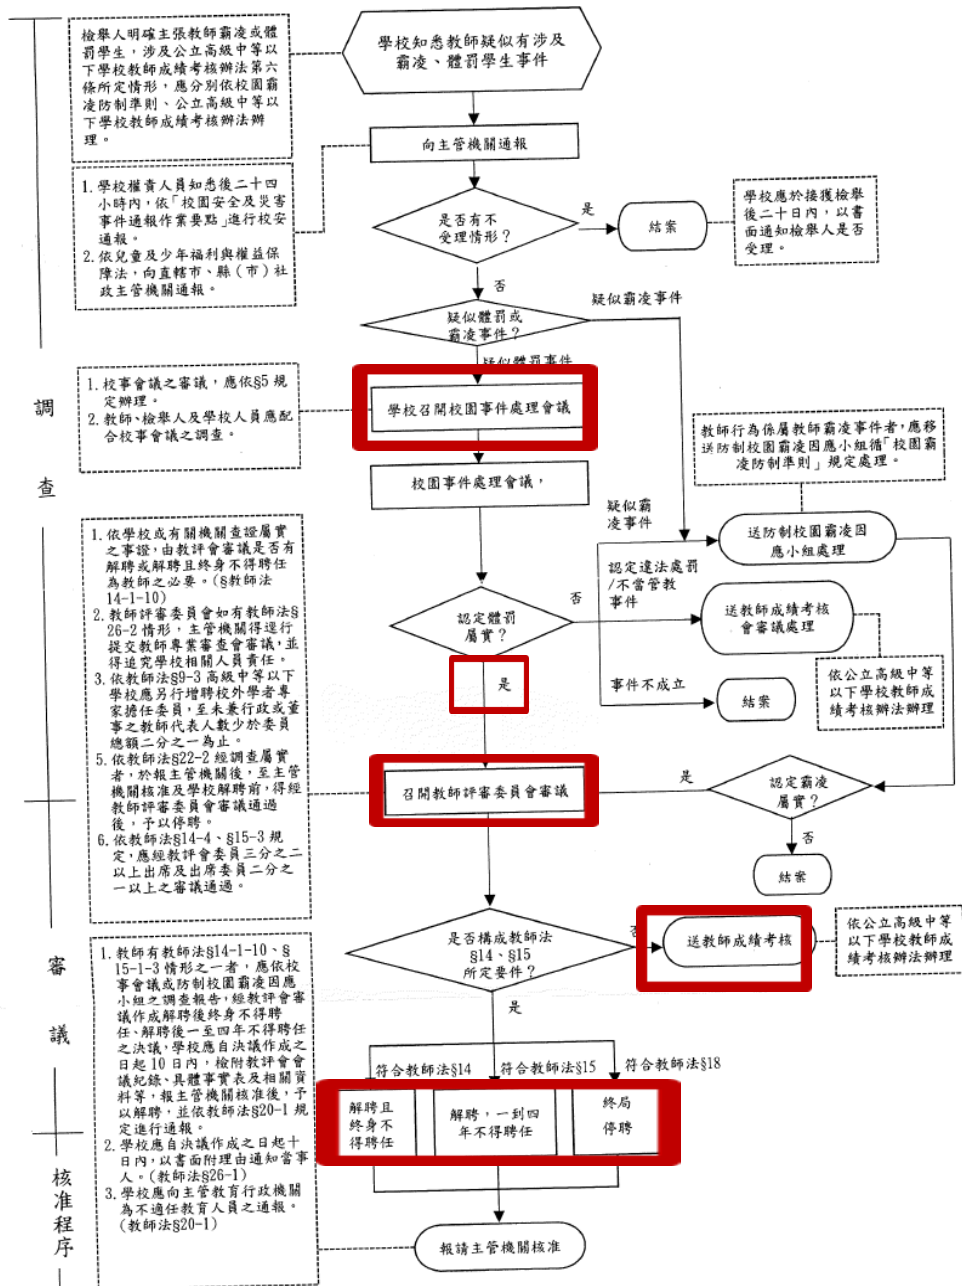 檢舉人明確主張教師霸凌或體
罰學生，涉及公立高級中等以
下學校教師成績考核辦法第六
條所定情形，應分別依校園霸
凌防制準則、公立高級中等以
下學校教師成績考核辦法辦
理。
學校知悉教師疑似有涉及
霸凌、體罰學生事件
向主管機關通報
1. 學校權責人員知悉後二十四
小時內，依「校園安全及災害
事件通報作業要點」進行校安
通報。
2. 依兒童及少年福利與權益保
障法，向直轄市、縣（市）社
政主管機關通報。
是否有不
受理情形？
是
結案
學校應於接獲檢舉
後二十日內，以書
面通知檢舉人是否
受理。
否
疑似體罰或
霸凌事件？
疑似霸凌事件
疑似體罰事件
調
查
1. 校事會議之審議，應依§5 規
定辦理。
2. 教師、檢舉人及學校人員應配
合校事會議之調查。
學校召開校園事件處理會議
校園事件處理會議，
教師行為係屬教師霸凌事件者，應移
送防制校園霸凌因應小組循「校園霸
凌防制準則」規定處理。
疑似霸
凌事件
送防制校園霸凌因
應小組處理
1. 依學校或有關機關查證屬實
之事證，由教評會審議是否有
解聘或解聘且終身不得聘任
為教師之必要。(§教師法
14-1-10)
2. 教師評審委員會如有教師法§
26-2 情形，主管機關得逕行
提交教師專業審查會審議，並
得追究學校相關人員責任。
3. 依教師法§9-3 高級中等以下
學校應另行增聘校外學者專
家擔任委員，至未兼行政或董
事之教師代表人數少於委員
總額二分之一為止。
5. 依教師法§22-2 經調查屬實
者，於報主管機關後，至主管
機關核准及學校解聘前，得經
教師評審委員會審議通過
後，予以停聘。
6. 依教師法§14-4、§15-3 規
定，應經教評會委員三分之二
以上出席及出席委員二分之
一以上之審議通過。
認定體罰
屬實？
否
認定違法處罰
/不當管教
事件
送教師成績考核
會審議處理
依公立高級中等
以下學校教師成
績考核辦法辦理
事件不成立
結案
是
召開教師評審委員會審議
是
認定霸凌
屬實？
否
結案
審
議
是否構成教師法
§14、§15
所定要件？
否
送教師成績考核
依公立高級中等
以下學校教師成
績考核辦法辦理
是
1. 教師有教師法§14-1-10、§
15-1-3 情形之一者，應依校
事會議或防制校園霸凌因應
小組之調查報告，經教評會審
議作成解聘後終身不得聘
任、解聘後一至四年不得聘任
之決議，學校應自決議作成之
日起 10 日內，檢附教評會會
議紀錄、具體事實表及相關資
料等，報主管機關核准後，予
以解聘，並依教師法§20-1 規
定進行通報。
2. 學校應自決議作成之日起十
日內，以書面附理由通知當事
人。(教師法§26-1)
3. 學校應向主管教育行政機關
為不適任教育人員之通報。
(教師法§20-1)
符合教師法§14
符合教師法§15
符合教師法§18
解聘且
終身不
得聘任
解聘，一到四
年不得聘任
終局
停聘
核
准
程
序
報請主管機關核准